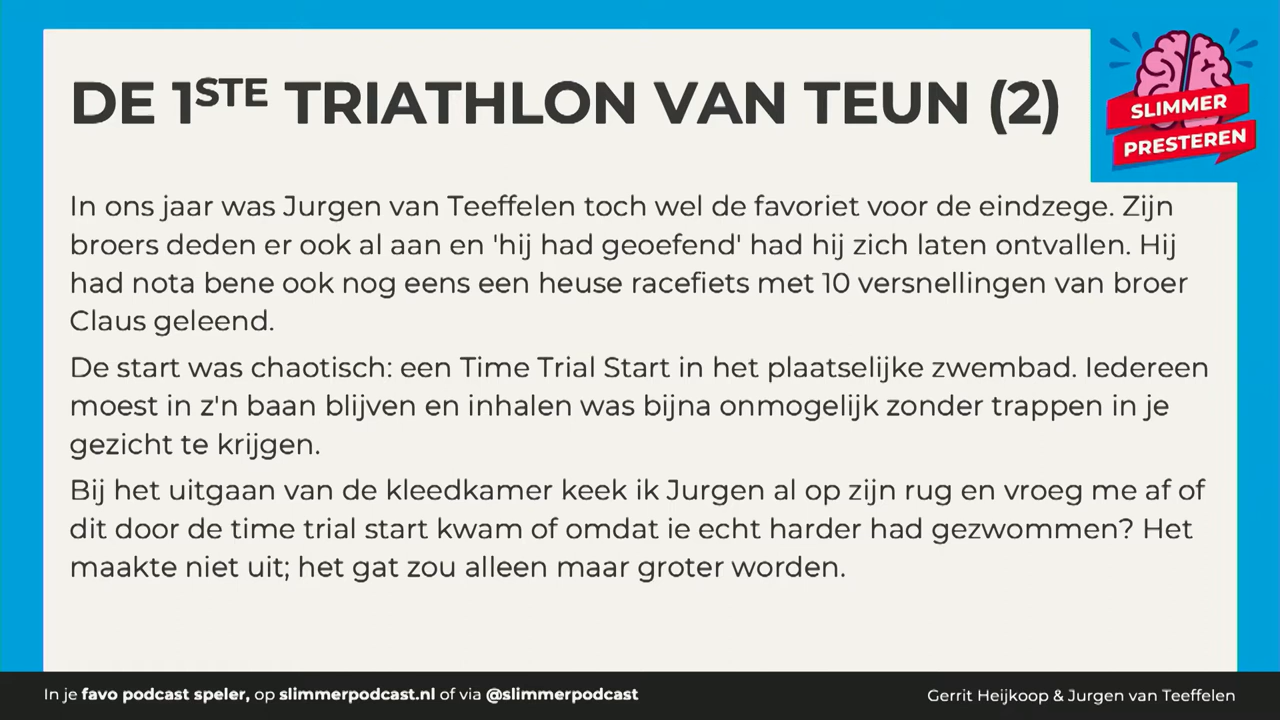 DE 1STE TRIATHLON VAN TEUN (2)
SLIMMER
PRESTEREN
In ons jaar was Jurgen van Teeffelen toch wel de favoriet voor de eindzege. Zijn
broers deden er ook al aan en 'hij had geoefend' had hij zich laten ontvallen. Hij
had nota bene ook nog eens een heuse racefiets met 10 versnellingen van broer
Claus geleend.
De start was chaotisch: een Time Trial Start in het plaatselijke zwembad. Iedereen
moest in z'n baan blijven en inhalen was bijna onmogelijk zonder trappen in je
gezicht te krijgen.
Bij het uitgaan van de kleedkamer keek ik Jurgen al op zijn rug en vroeg me af of
dit door de time trial start kwam of omdat ie echt harder had gezwommen? Het
maakte niet uit; het gat zou alleen maar groter worden.
In je favo podcast speler, op slimmerpodcast.nl of via @slimmerpodcast
Gerrit Heijkoop & Jurgen van Teeffelen